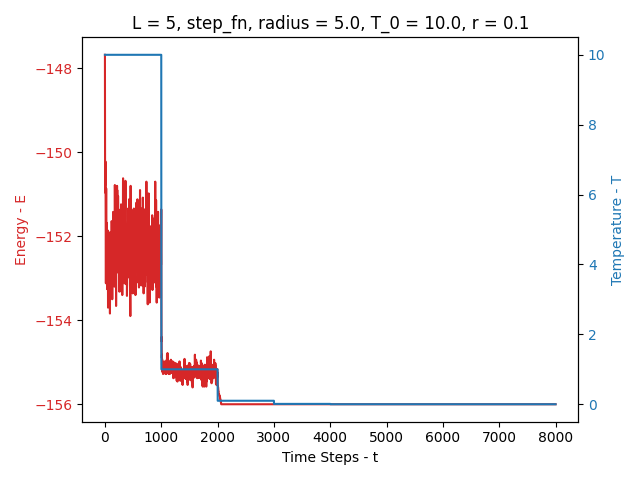 L = 5, step_fn, radius = 5.0, T_0 = 10.0, r = 0.1
−148
−150
−152
−154
−156
Energy - E
10
8
6
4
2
0
Temperature - T
0 1000 2000 3000 4000 5000 6000 7000 8000
Time Steps - t